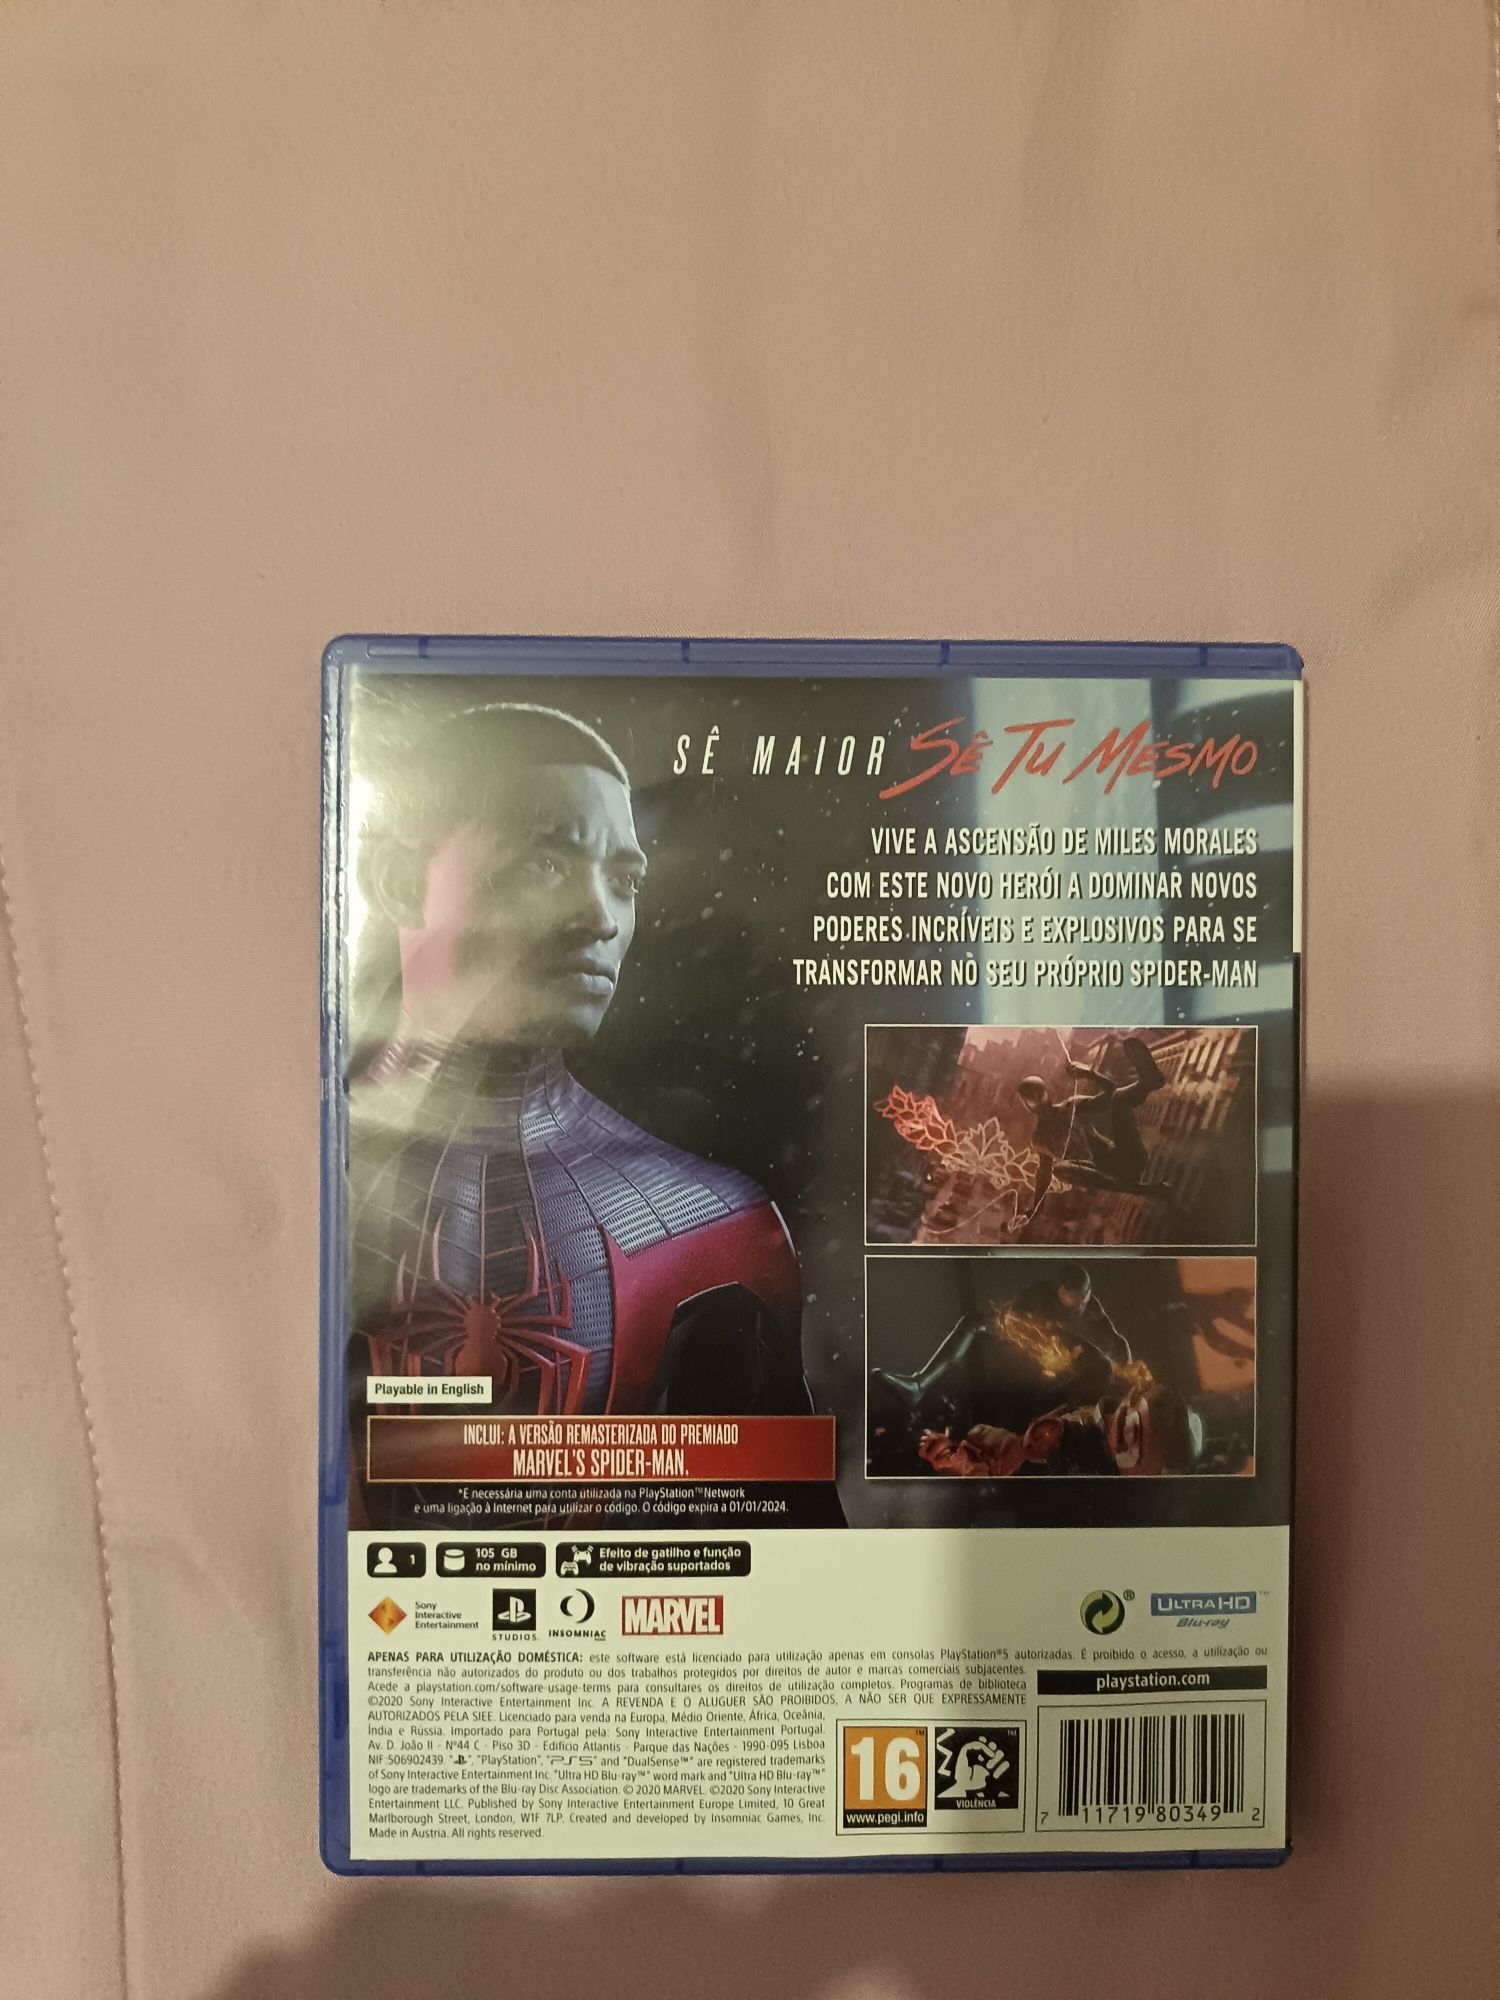 SÊ MAIOR SÊ TU MESMO
VIVE A ASCENSÃO DE MILES MORALES
COM ESTE NOVO HERÓI A DOMINAR NOVOS
PODERES INCRÍVEIS E EXPLOSIVOS PARA SE
TRANSFORMAR NO SEU PRÓPRIO SPIDER-MAN
Playable in English
INCLUI: A VERSÃO REMASTERIZADA DO PREMIADO
MARVEL'S SPIDER-MAN.
*É necessária uma conta utilizada na PlayStation™Network
e uma ligação à Internet para utilizar o código. O código expira a 01/01/2024.
1
105 GB
no mínimo
Efeito de gatilho e função
de vibração suportados
Sony
Interactive
Entertainment
STUDIOS
INSOMNIAC
GAMES
MARVEL
®
ULTRA HD™
Blu-ray
APENAS PARA UTILIZAÇÃO DOMÉSTICA: este software está licenciado para utilização apenas em consolas PlayStation®5 autorizadas. É proibido o acesso, a utilização ou
transferência não autorizados do produto ou dos trabalhos protegidos por direitos de autor e marcas comerciais subjacentes.
Acede a playstation.com/software-usage-terms para consultares os direitos de utilização completos. Programas de biblioteca
©2020 Sony Interactive Entertainment Inc. A REVENDA E O ALUGUER SÃO PROIBIDOS, A NÃO SER QUE EXPRESSAMENTE
AUTORIZADOS PELA SIEE. Licenciado para venda na Europa, Médio Oriente, África, Oceânia,
Índia e Rússia. Importado para Portugal pela: Sony Interactive Entertainment Portugal.
Av. D. João II - Nº44 C - Piso 3D - Edifício Atlantis - Parque das Nações - 1990-095 Lisboa
NIF:506902439. "", "PlayStation", "PS5" and "DualSense™" are registered trademarks
of Sony Interactive Entertainment Inc. "Ultra HD Blu-ray™" word mark and "Ultra HD Blu-ray™"
logo are trademarks of the Blu-ray Disc Association. © 2020 MARVEL. ©2020 Sony Interactive
Entertainment LLC. Published by Sony Interactive Entertainment Europe Limited, 10 Great
Marlborough Street, London, W1F 7LP. Created and developed by Insomniac Games, Inc.
Made in Austria. All rights reserved.
playstation.com
16™
www.pegi.info
™
VIOLÊNCIA
7 11719 80349 2